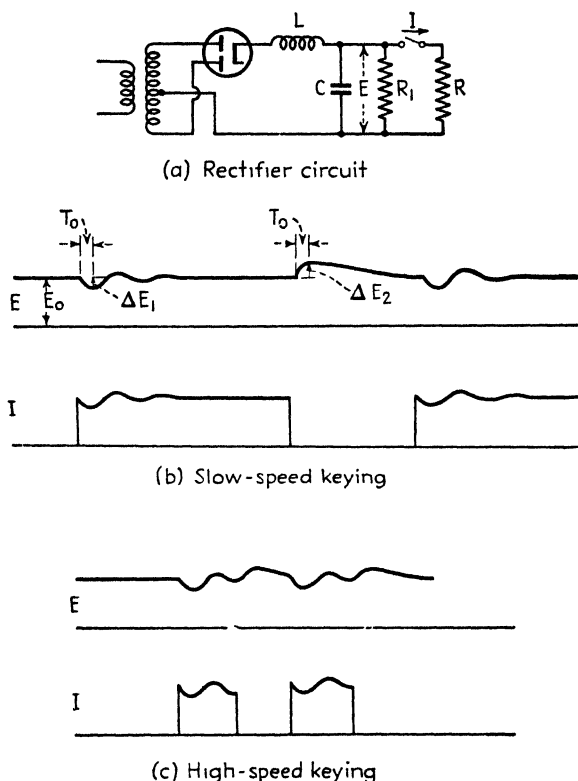 L
I
C
E
R₁
R
(a) Rectifier circuit
T₀
T₀
E
E₀
ΔE₁
ΔE₂
I
(b) Slow-speed keying
E
I
(c) High-speed keying